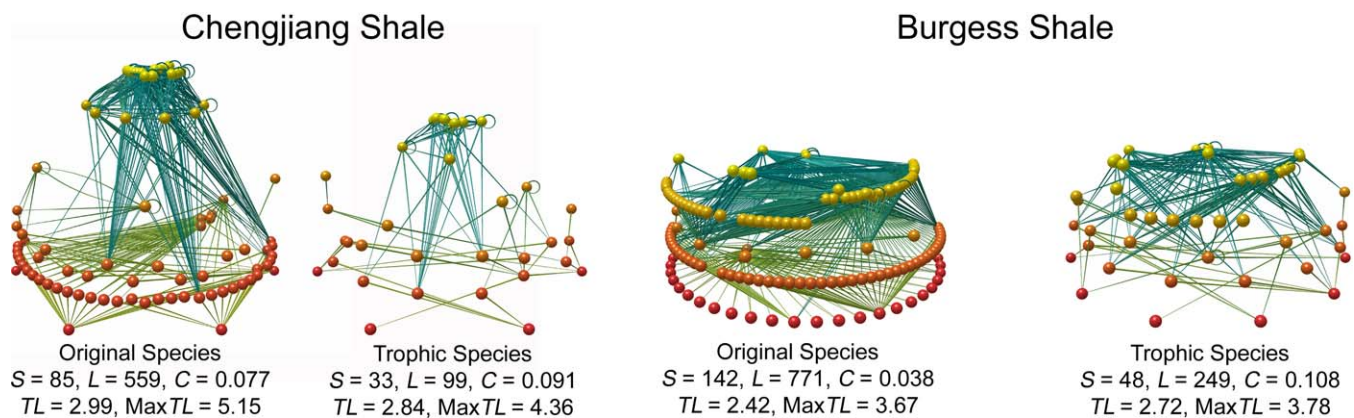 Chengjiang Shale
Burgess Shale
Original Species
S = 85, L = 559, C = 0.077
TL = 2.99, MaxTL = 5.15
Trophic Species
S = 33, L = 99, C = 0.091
TL = 2.84, MaxTL = 4.36
Original Species
S = 142, L = 771, C = 0.038
TL = 2.42, MaxTL = 3.67
Trophic Species
S = 48, L = 249, C = 0.108
TL = 2.72, MaxTL = 3.78